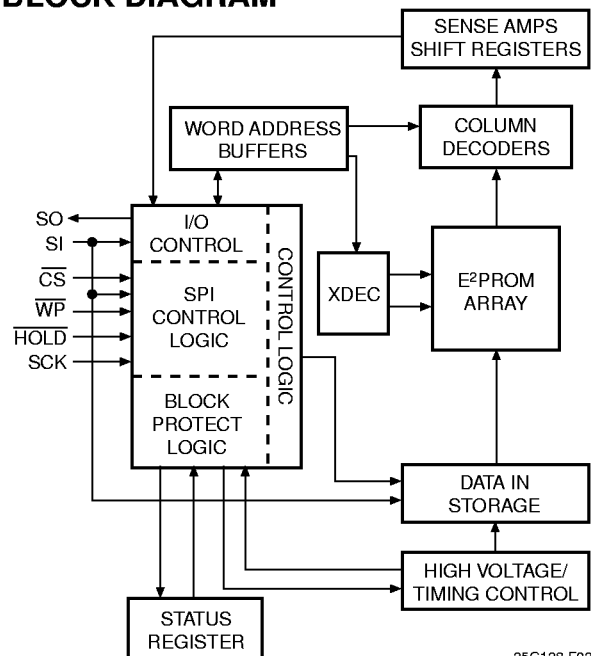 BLOCK DIAGRAM
SENSE AMPS
SHIFT REGISTERS
WORD ADDRESS
BUFFERS
COLUMN
DECODERS
SO
SI
CS
WP
HOLD
SCK
I/O
CONTROL
SPI
CONTROL
LOGIC
BLOCK
PROTECT
LOGIC
CONTROL LOGIC
XDEC
E²PROM
ARRAY
DATA IN
STORAGE
HIGH VOLTAGE/
TIMING CONTROL
STATUS
REGISTER